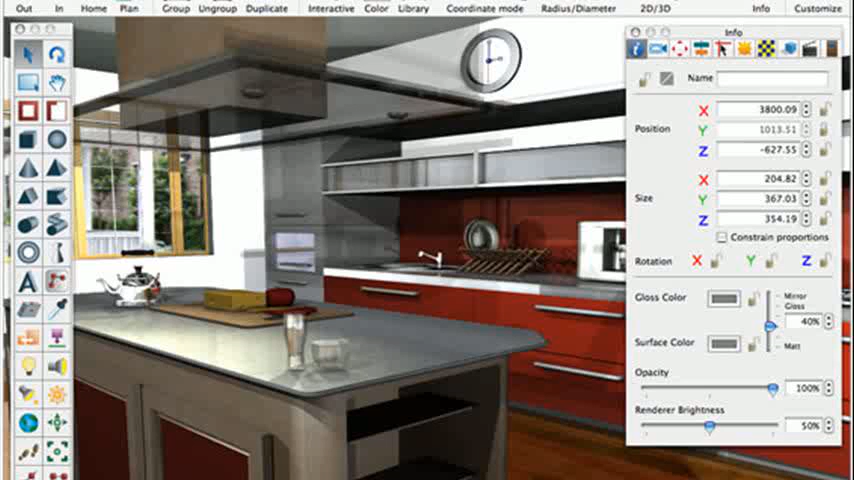 Out In Home Plan Group Ungroup Duplicate Interactive Color Library Coordinate mode Radius/Diameter 2D/3D Info Customize
Info
Name
X 3800.09
Position Y 1013.51
Z -627.55
X 204.82
Size Y 367.03
Z 354.19
Constrain proportions
Rotation X Y Z
Gloss Color Mirror
Gloss
40%
Surface Color Matt
Opacity
100%
Renderer Brightness
50%
A